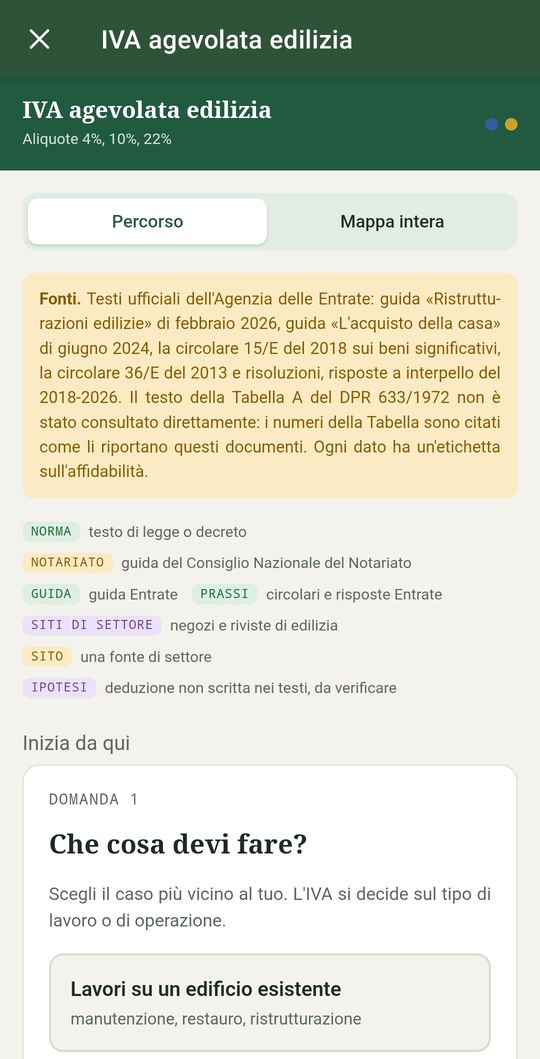 IVA agevolata edilizia
IVA agevolata edilizia
Aliquote 4%, 10%, 22%
Percorso
Mappa intera
Fonti. Testi ufficiali dell'Agenzia delle Entrate: guida «Ristruttu-
razioni edilizie» di febbraio 2026, guida «L'acquisto della casa»
di giugno 2024, la circolare 15/E del 2018 sui beni significativi,
la circolare 36/E del 2013 e risoluzioni, risposte a interpello del
2018-2026. Il testo della Tabella A del DPR 633/1972 non è
stato consultato direttamente: i numeri della Tabella sono citati
come li riportano questi documenti. Ogni dato ha un'etichetta
sull'affidabilità.
NORMA testo di legge o decreto
NOTARIATO guida del Consiglio Nazionale del Notariato
GUIDA guida Entrate PRASSI circolari e risposte Entrate
SITI DI SETTORE negozi e riviste di edilizia
SITO una fonte di settore
IPOTESI deduzione non scritta nei testi, da verificare
Inizia da qui
DOMANDA 1
Che cosa devi fare?
Scegli il caso più vicino al tuo. L'IVA si decide sul tipo di
lavoro o di operazione.
Lavori su un edificio esistente
manutenzione, restauro, ristrutturazione